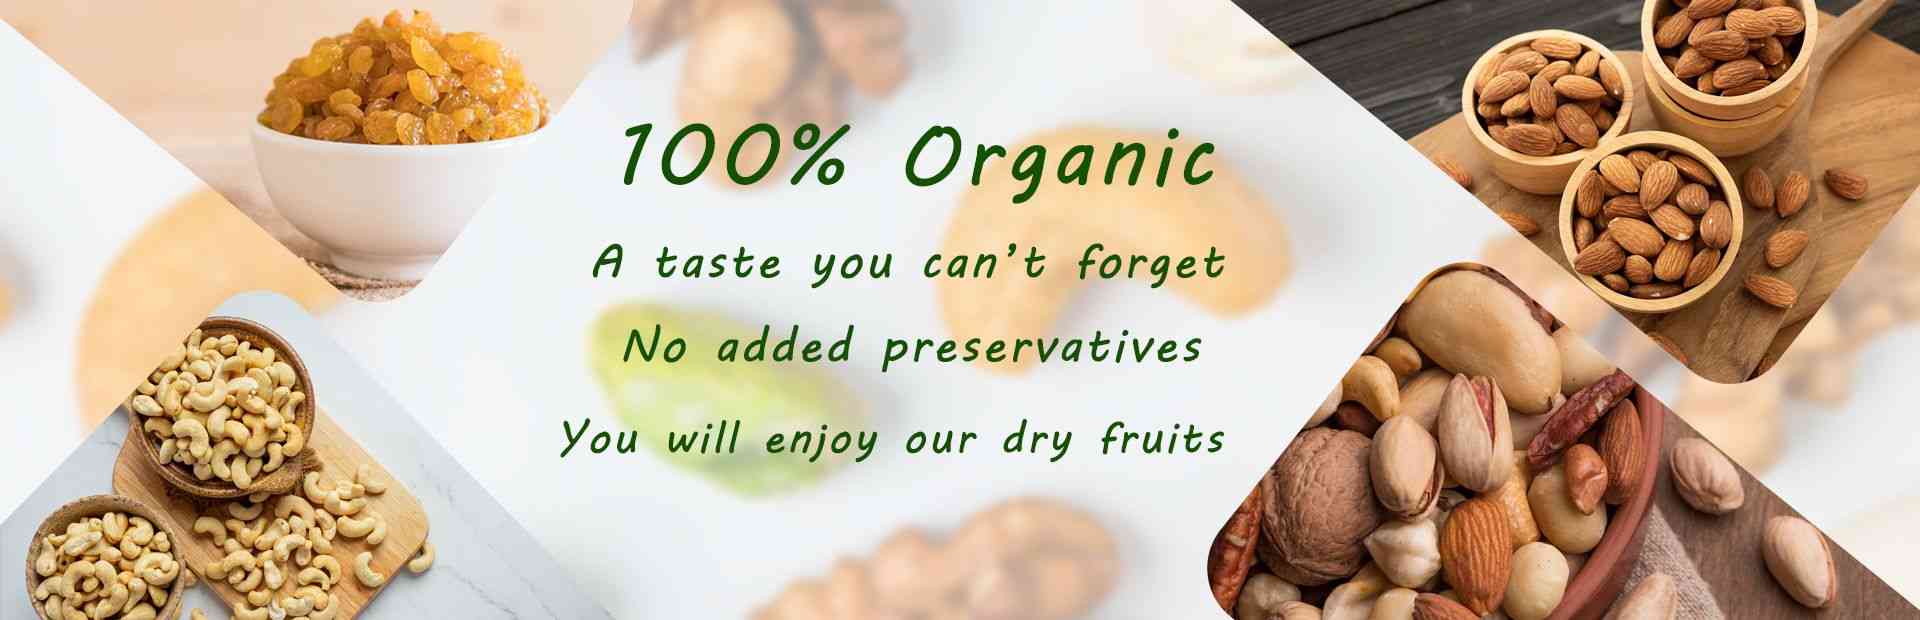 100% Organic
A taste you can’t forget
No added preservatives
You will enjoy our dry fruits